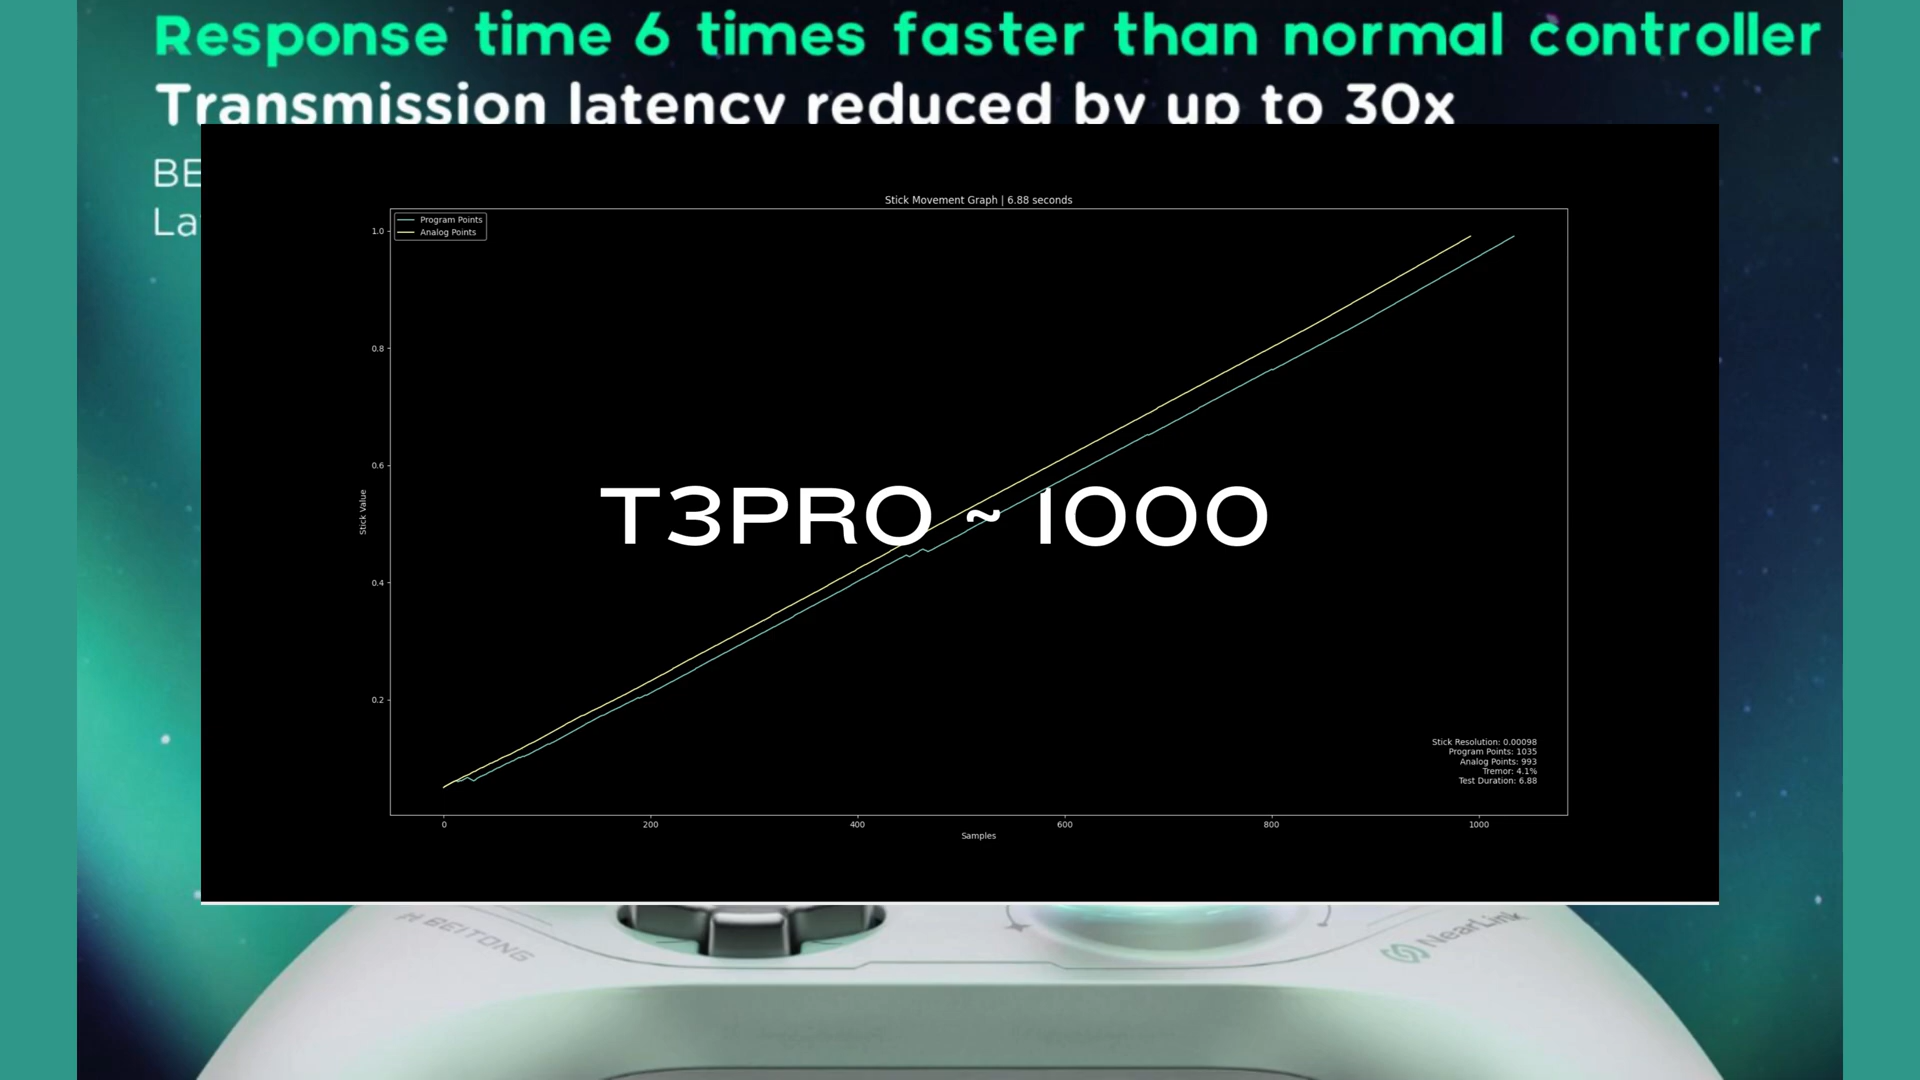 Response time 6 times faster than normal controller
Transmission latency reduced by up to 30x
BE
La
Stick Movement Graph | 6.88 seconds
Program Points
Analog Points
1.0
0.8
0.6
0.4
0.2
Stick Value
T3PRO ~ 1000
Stick Resolution: 0.00098
Program Points: 1035
Analog Points: 993
Tremor: 4.1%
Test Duration: 6.88
0 200 400 600 800 1000
Samples
BEITONG
NearLink